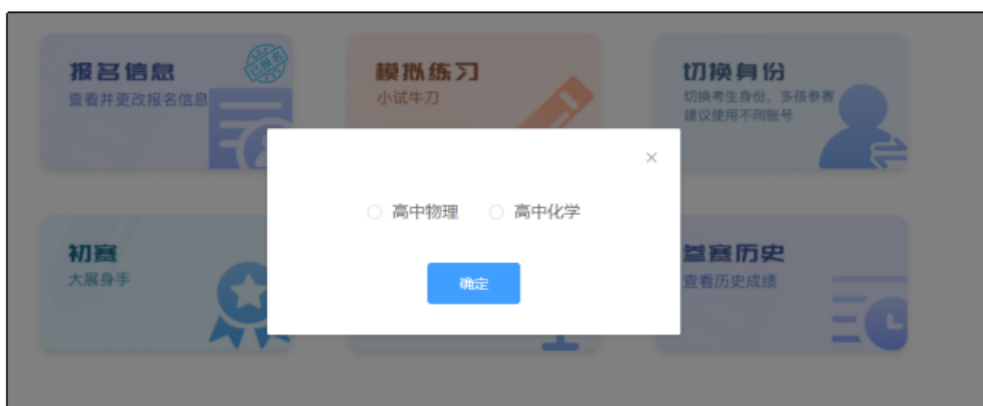 报名信息
查看并更改报名信息
已报名
模拟练习
小试牛刀
切换身份
切换考生身份，多孩参赛
建议使用不同账号
×
高中物理
高中化学
确定
初赛
大展身手
参赛历史
查看历史成绩